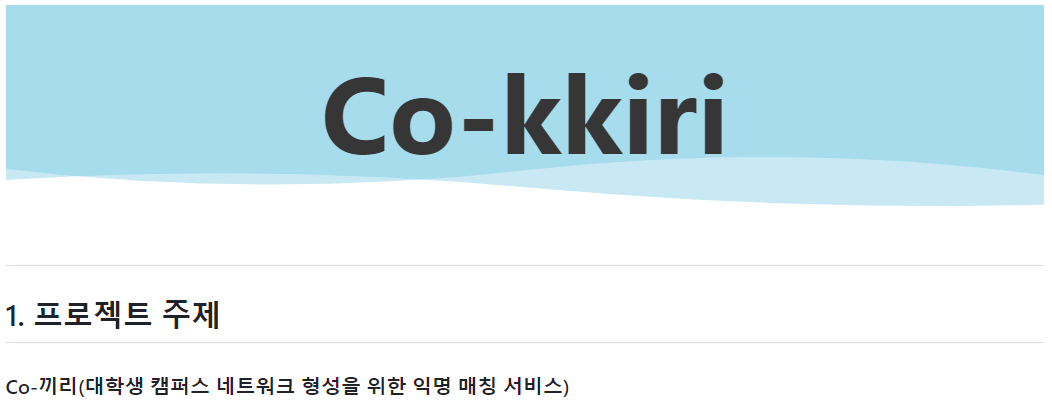 Co-kkiri
1. 프로젝트 주제
Co-끼리(대학생 캠퍼스 네트워크 형성을 위한 익명 매칭 서비스)